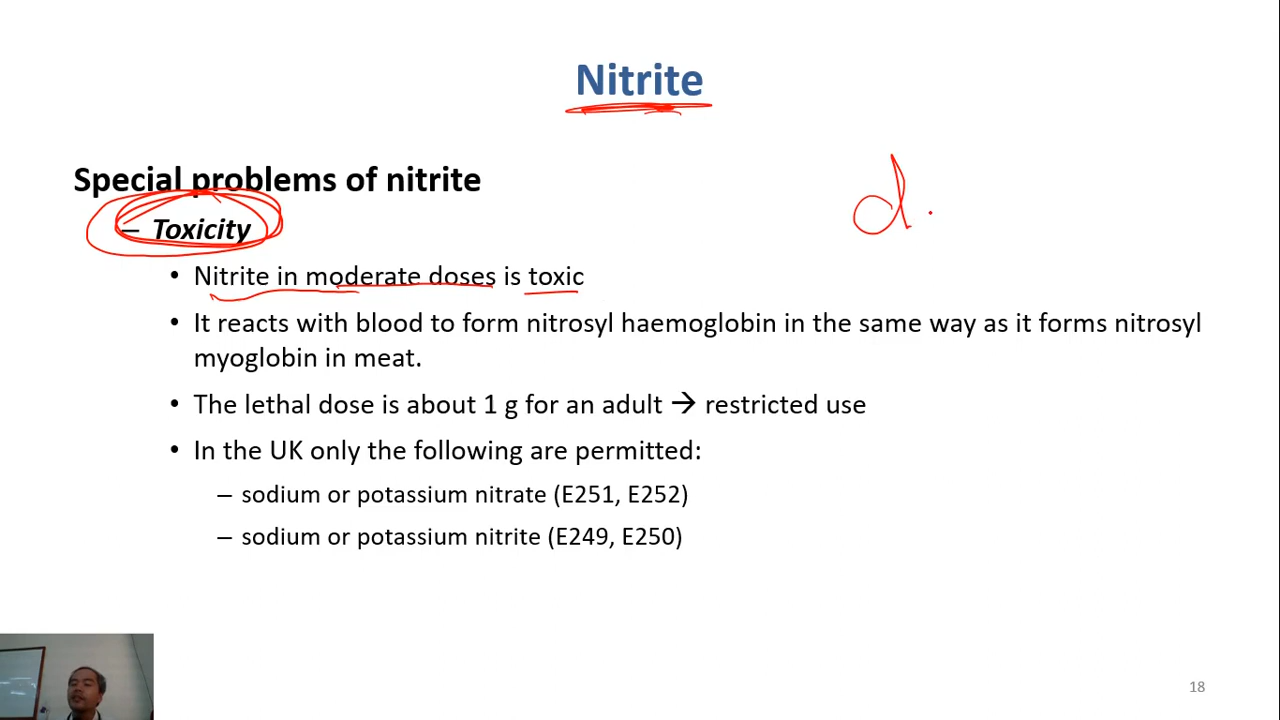 Nitrite
Special problems of nitrite
– Toxicity
• Nitrite in moderate doses is toxic
• It reacts with blood to form nitrosyl haemoglobin in the same way as it forms nitrosyl
myoglobin in meat.
• The lethal dose is about 1 g for an adult → restricted use
• In the UK only the following are permitted:
– sodium or potassium nitrate (E251, E252)
– sodium or potassium nitrite (E249, E250)
d
18